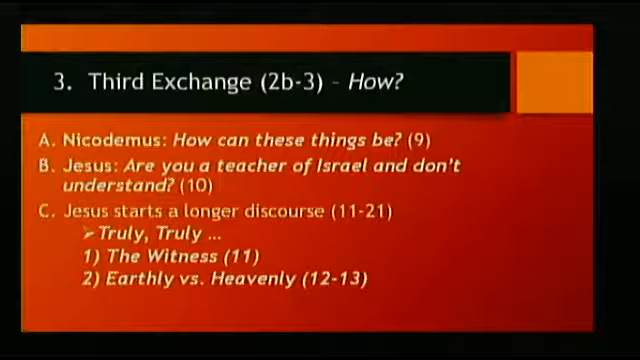 3. Third Exchange (2b-3) – How?
A. Nicodemus: How can these things be? (9)
B. Jesus: Are you a teacher of Israel and don't
understand? (10)
C. Jesus starts a longer discourse (11-21)
➢Truly, Truly …
1) The Witness (11)
2) Earthly vs. Heavenly (12-13)